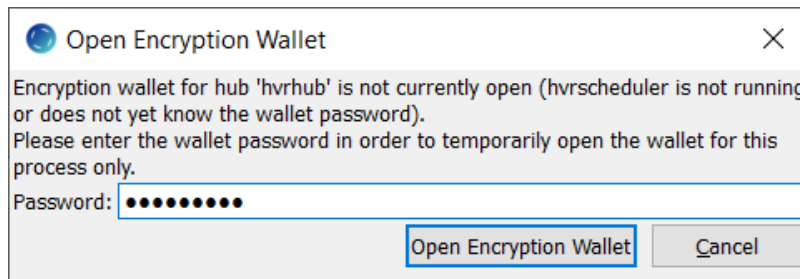 Open Encryption Wallet
Encryption wallet for hub 'hvrhub' is not currently open (hvrscheduler is not running
or does not yet know the wallet password).
Please enter the wallet password in order to temporarily open the wallet for this
process only.
Password: ●●●●●●●●●
Open Encryption Wallet Cancel